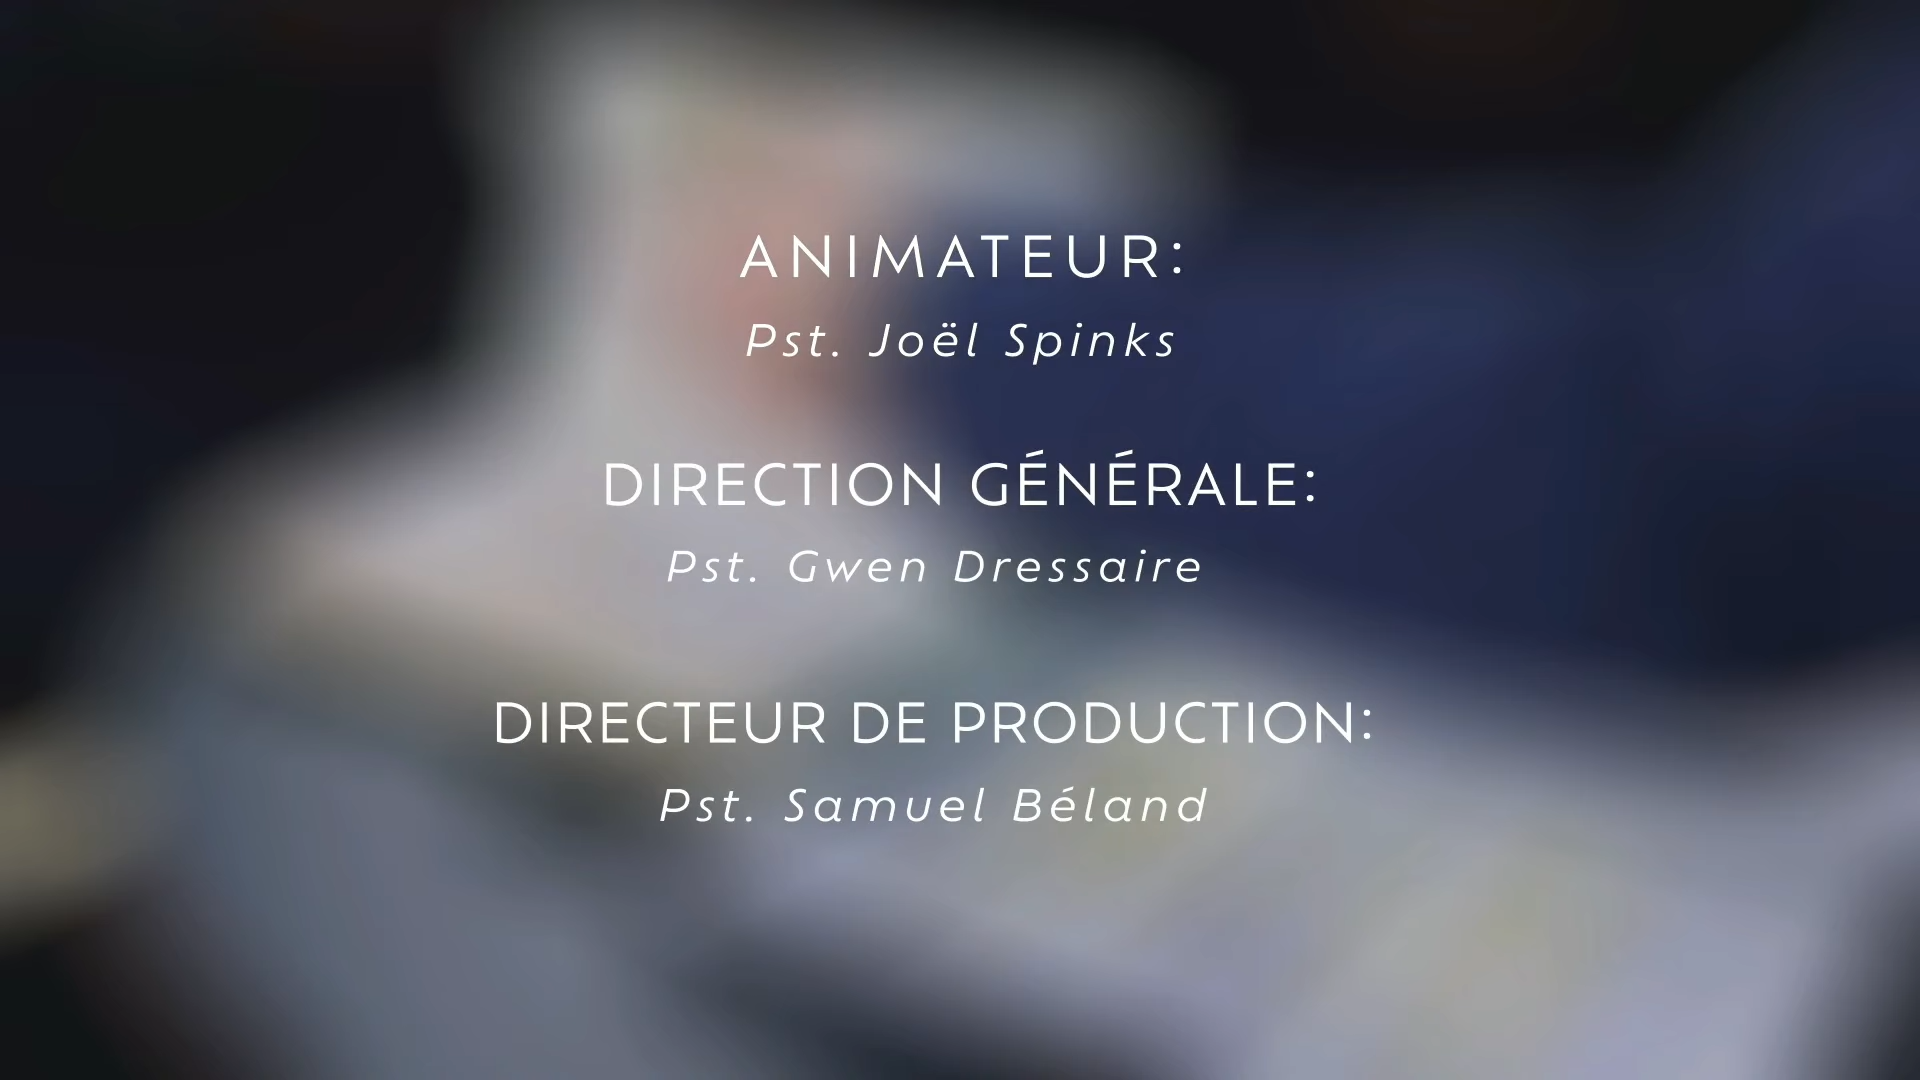 ANIMATEUR:
Pst. Joël Spinks
DIRECTION GÉNÉRALE:
Pst. Gwen Dressaire
DIRECTEUR DE PRODUCTION:
Pst. Samuel Béland